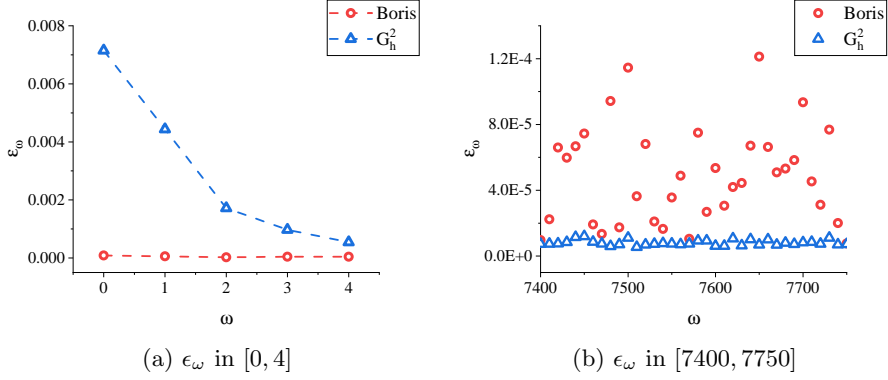 0.008
0.006
0.004
0.002
0.000
ε_ω
0 1 2 3 4
ω
Boris
G_h^2
(a) ϵ_ω in [0, 4]
1.2E-4
8.0E-5
4.0E-5
0.0E+0
ε_ω
7400 7500 7600 7700
ω
Boris
G_h^2
(b) ϵ_ω in [7400, 7750]